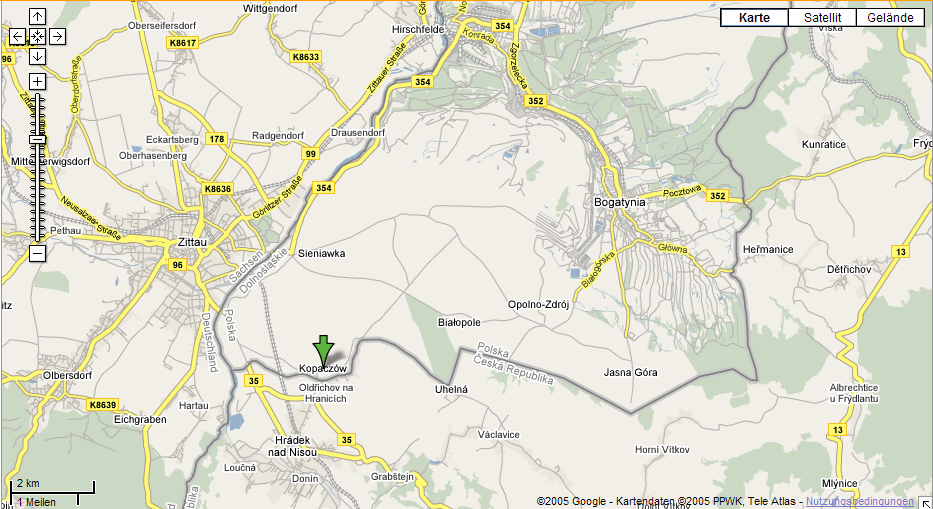 Wittgendorf
Hirschfelde
354
Karte
Satellit
Gelände
Oberseifersdorf
K8617
K8633
Konrada
Zgorzelecka
Zittauer Straße
96
Oberdorfstraße
354
352
Eckartsberg
178
Radgendorf
Drausendorf
Oberhasenberg
99
Kunratice
K8636
354
Görlitzer Straße
Pocztowa
352
Bogatynia
Neusalzaer-Straße
Pethau
Zittau
96
Sieniawka
Sachsen
Dolnośląskie
Główna
Białogórska
Heřmanice
13
Dětřichov
Opolno-Zdrój
Białopole
Polska
Deutschland
Polska
Česká Republika
Kopaczów
Jasna Góra
Olbersdorf
35
Oldřichov na
Hranicích
Uhelná
Albrechtice
u Frýdlantu
K8639
Hartau
Eichgraben
Hrádek
nad Nisou
35
Václavice
13
Loučná
Donín
Grabštejn
Horní Vítkov
Mlýnice
2 km
1 Meilen
©2005 Google - Kartendaten ©2005 PPWK, Tele Atlas - Nutzungsbedingungen